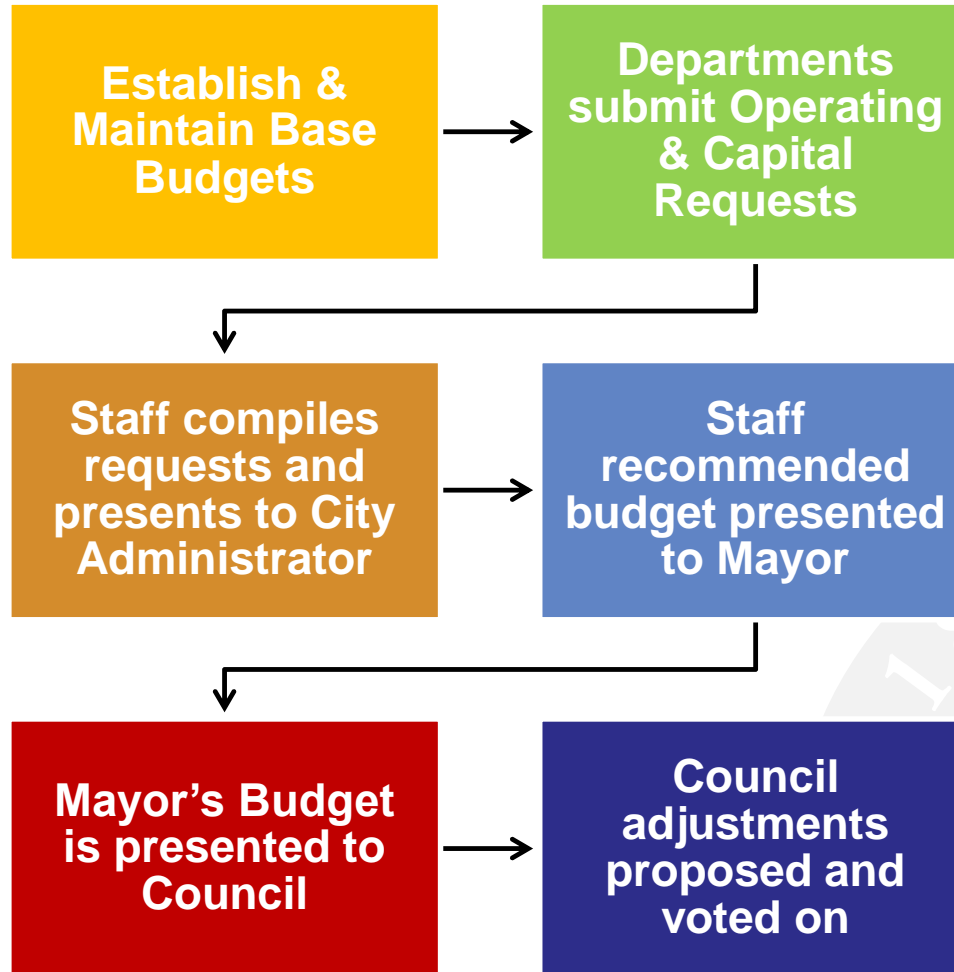 Establish &
Maintain Base
Budgets
Departments
submit Operating
& Capital
Requests
Staff compiles
requests and
presents to City
Administrator
Staff
recommended
budget presented
to Mayor
Mayor’s Budget
is presented to
Council
Council
adjustments
proposed and
voted on